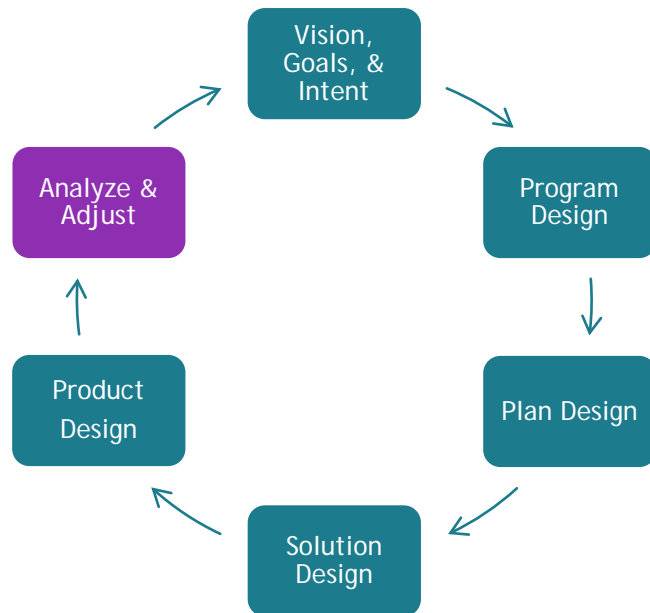 Vision,
Goals, &
Intent
Analyze &
Adjust
Program
Design
Product
Design
Plan Design
Solution
Design